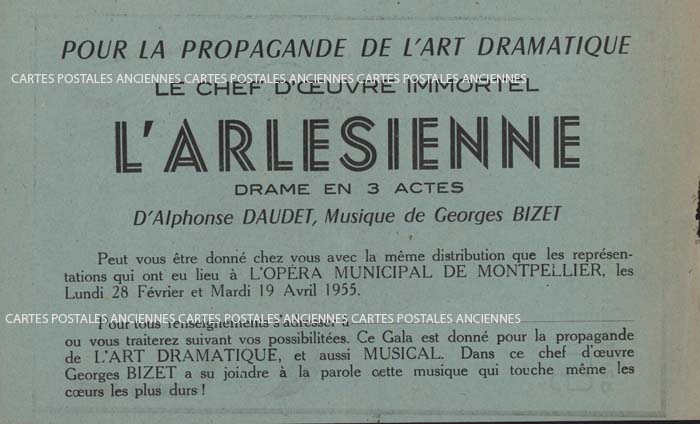 POUR LA PROPAGANDE DE L'ART DRAMATIQUE
CARTES POSTALES ANCIENNES CARTES POSTALES ANCIENNES CARTES POSTALES ANCIENNES
LE CHEF D'ŒUVRE IMMORTEL
L'ARLESIENNE
DRAME EN 3 ACTES
D'Alphonse DAUDET, Musique de Georges BIZET
Peut vous être donné chez vous avec la même distribution que les représen-
tations qui ont eu lieu à L'OPÉRA MUNICIPAL DE MONTPELLIER, les
Lundi 28 Février et Mardi 19 Avril 1955.
CARTES POSTALES ANCIENNES CARTES POSTALES ANCIENNES CARTES POSTALES ANCIENNES
Pour tous renseignements s'adresser à
ou vous traiterez suivant vos possibilitées. Ce Gala est donné pour la propagande
de L'ART DRAMATIQUE, et aussi MUSICAL. Dans ce chef d'œuvre
Georges BIZET a su joindre à la parole cette musique qui touche même les
cœurs les plus durs !